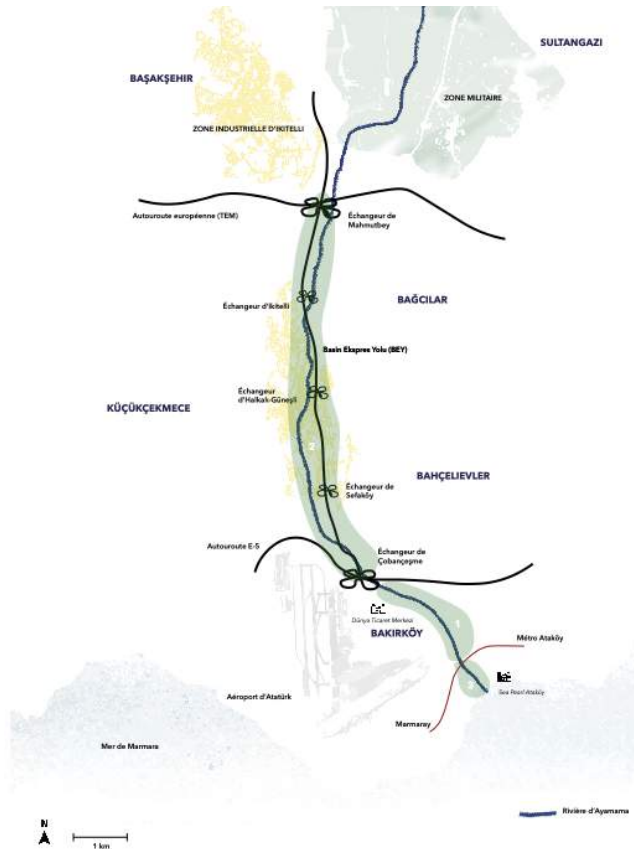 SULTANGAZI
BAŞAKŞEHIR
ZONE MILITAIRE
ZONE INDUSTRIELLE D'IKITELLI
Autouroute européenne (TEM)
Échangeur de
Mahmutbey
Échangeur d'Ikitelli
BAĞCILAR
Basin Ekspres Yolu (BEY)
Échangeur
d'Halkalı-Güneşli
KÜÇÜKÇEKMECE
2
BAHÇELIEVLER
Échangeur de
Sefaköy
Autouroute E-5
Échangeur de
Çobançeşme
Dünya Ticaret Merkezi
BAKIRKÖY
1
Métro Ataköy
3
Sea Pearl Ataköy
Aéroport d'Atatürk
Marmaray
Mer de Marmara
Rivière d'Ayamama
N
1 km